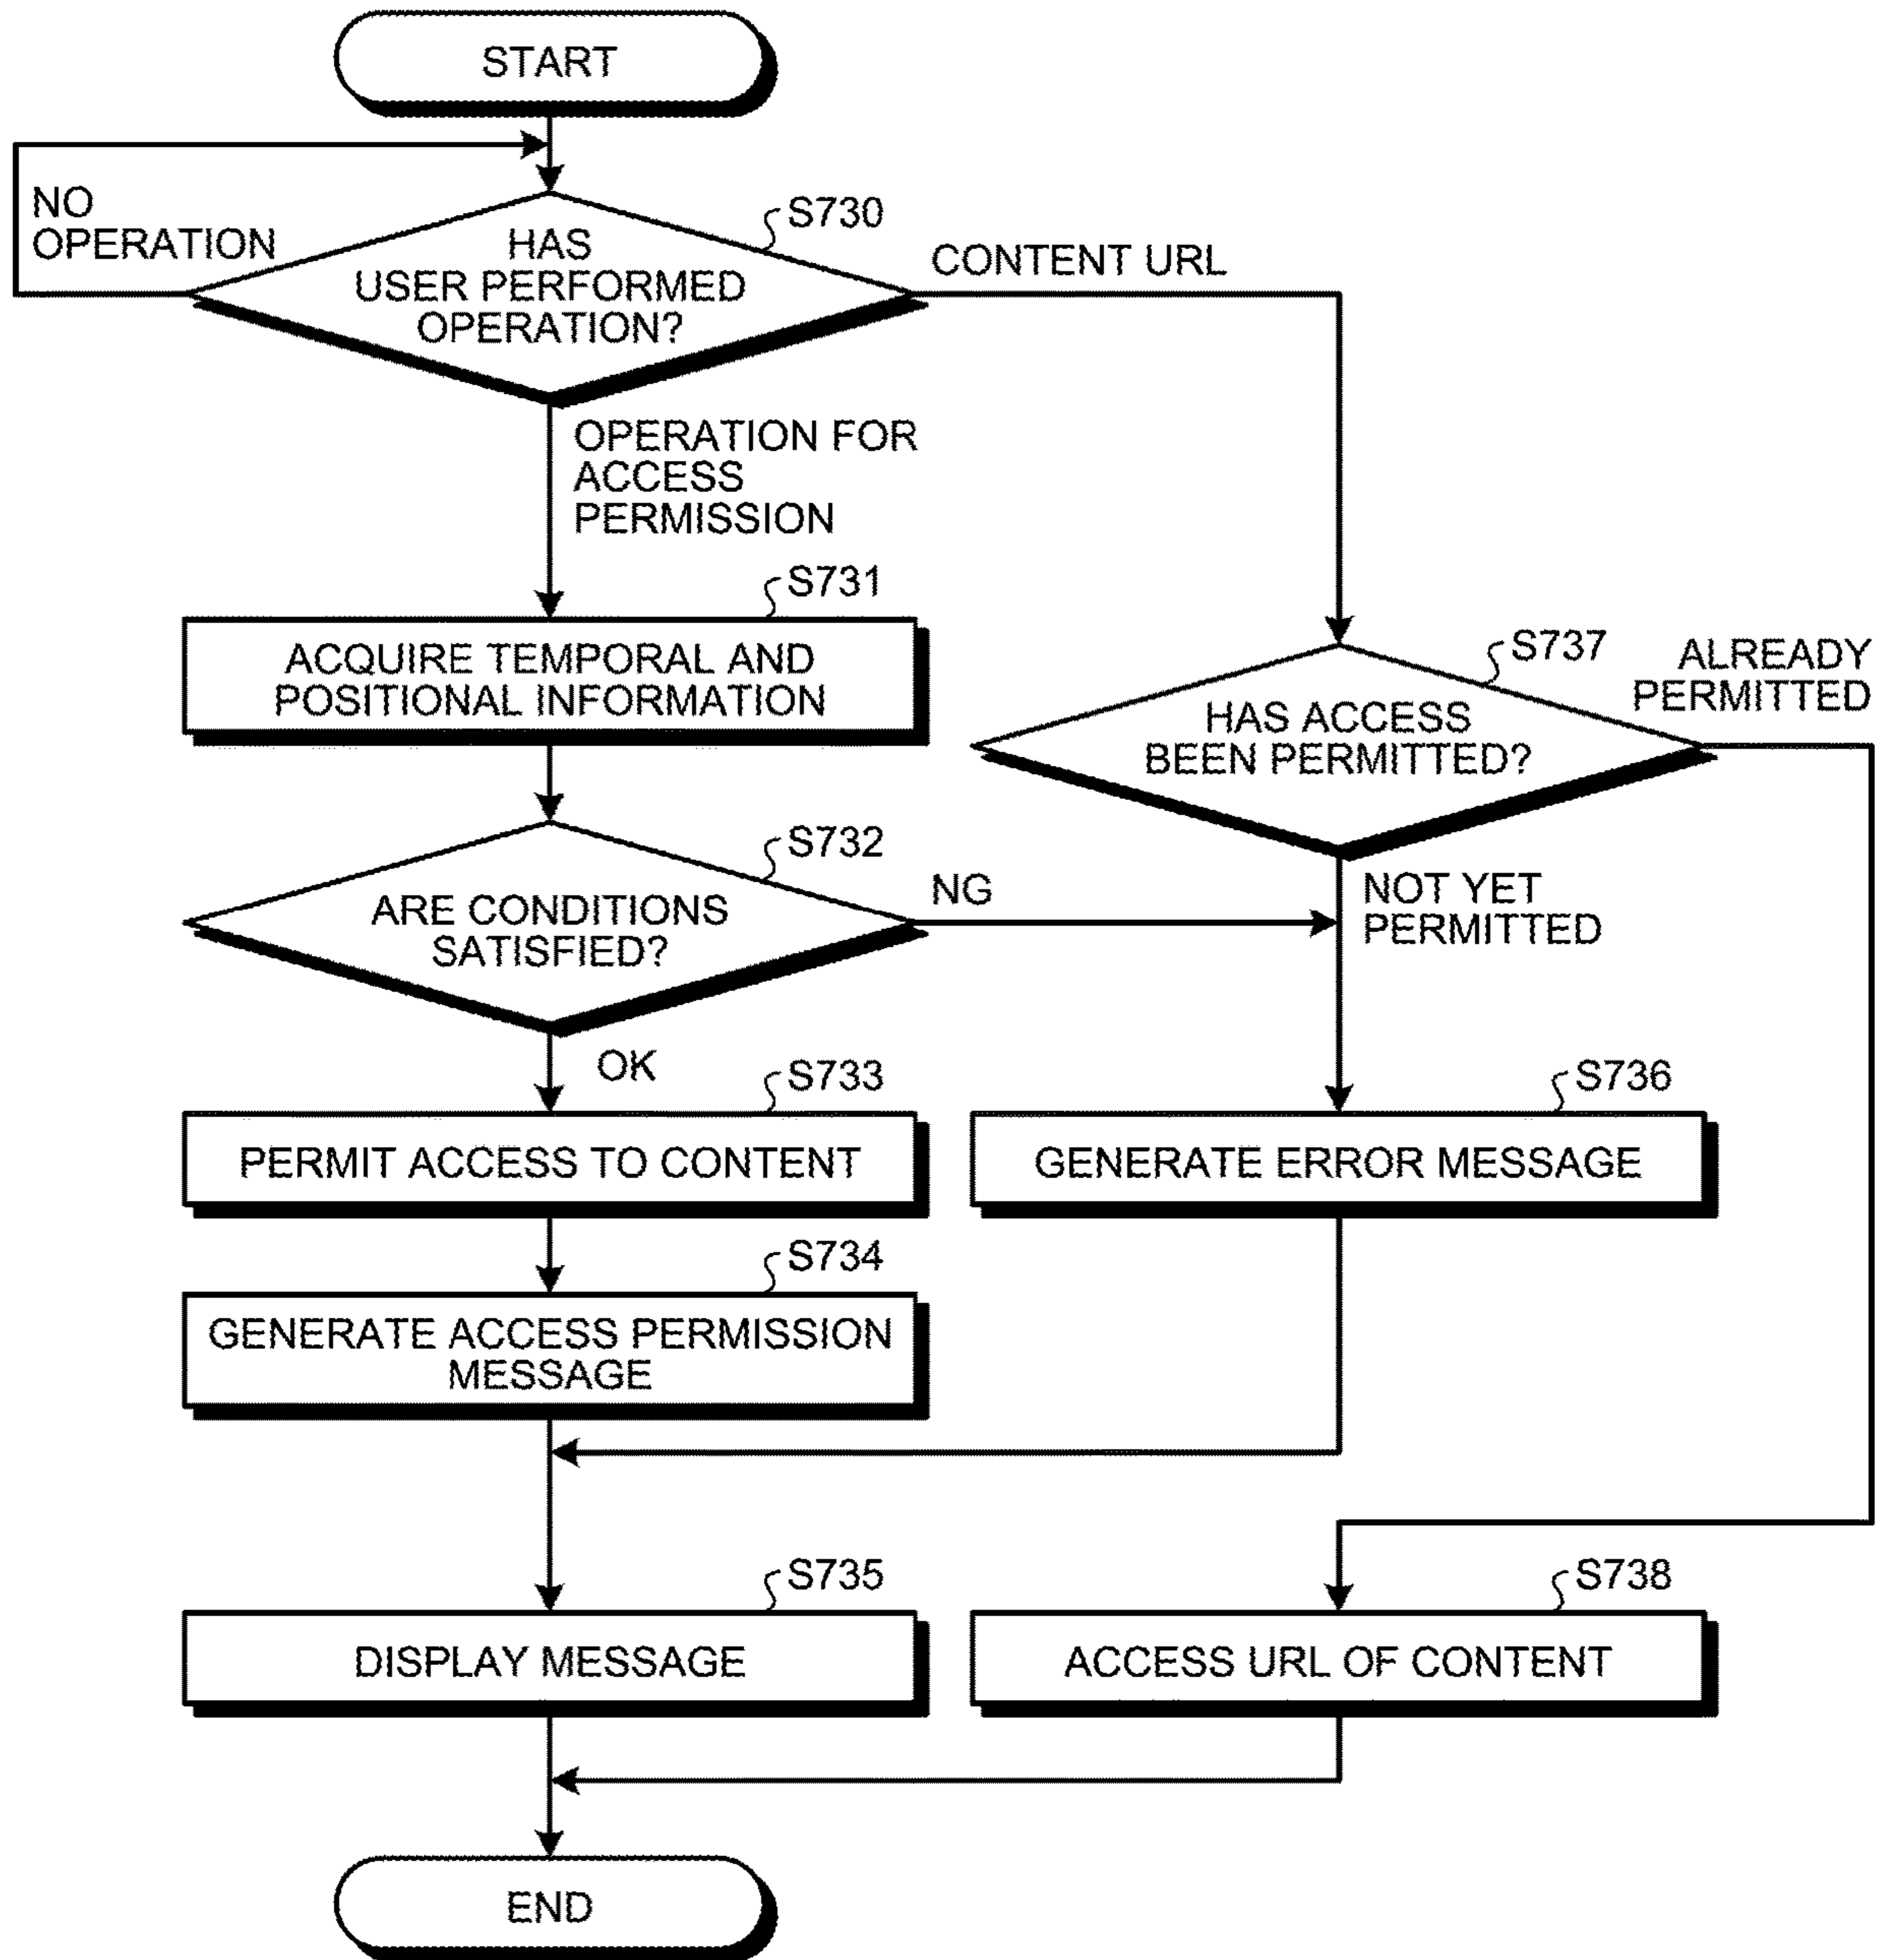 START
NO
OPERATION
S730
HAS
USER PERFORMED
OPERATION?
CONTENT URL
OPERATION FOR
ACCESS
PERMISSION
S731
ACQUIRE TEMPORAL AND
POSITIONAL INFORMATION
S737
ALREADY
PERMITTED
HAS ACCESS
BEEN PERMITTED?
S732
ARE CONDITIONS
SATISFIED?
NG
NOT YET
PERMITTED
OK
S733
PERMIT ACCESS TO CONTENT
S736
GENERATE ERROR MESSAGE
S734
GENERATE ACCESS PERMISSION
MESSAGE
S735
DISPLAY MESSAGE
S738
ACCESS URL OF CONTENT
END